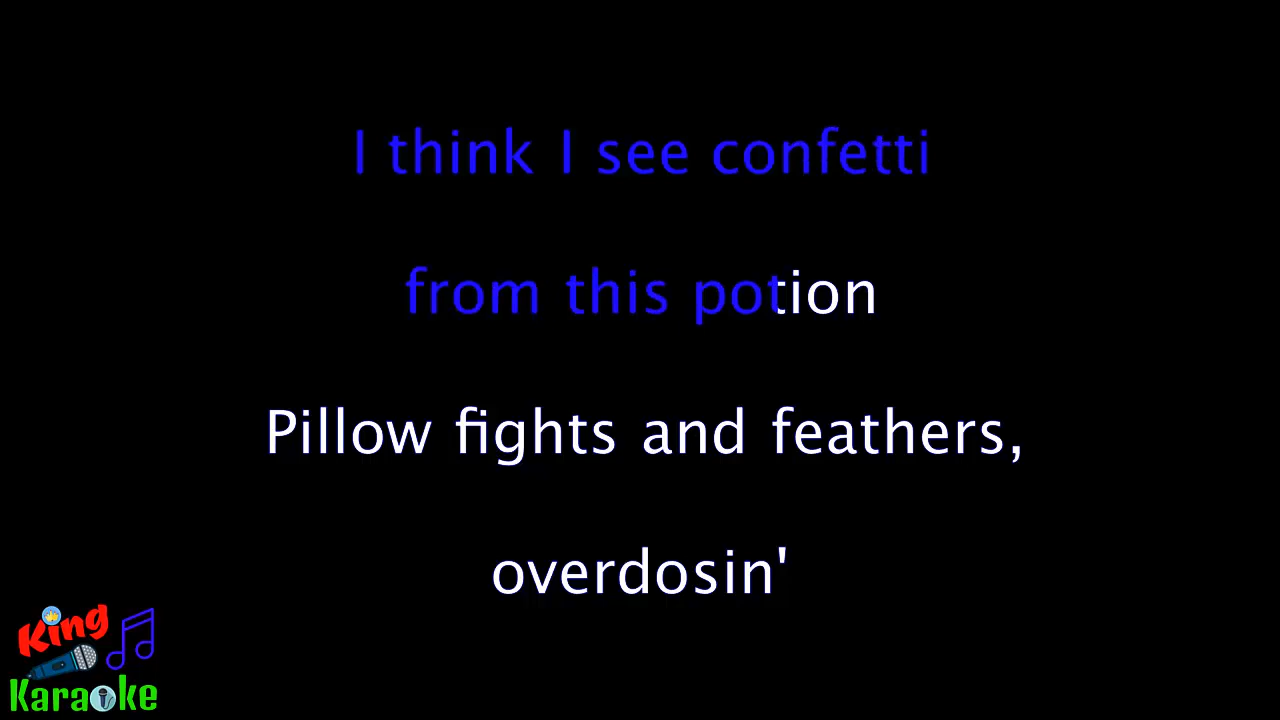 I think I see confetti
from this potion
Pillow fights and feathers,
overdosin'
King
Karaoke